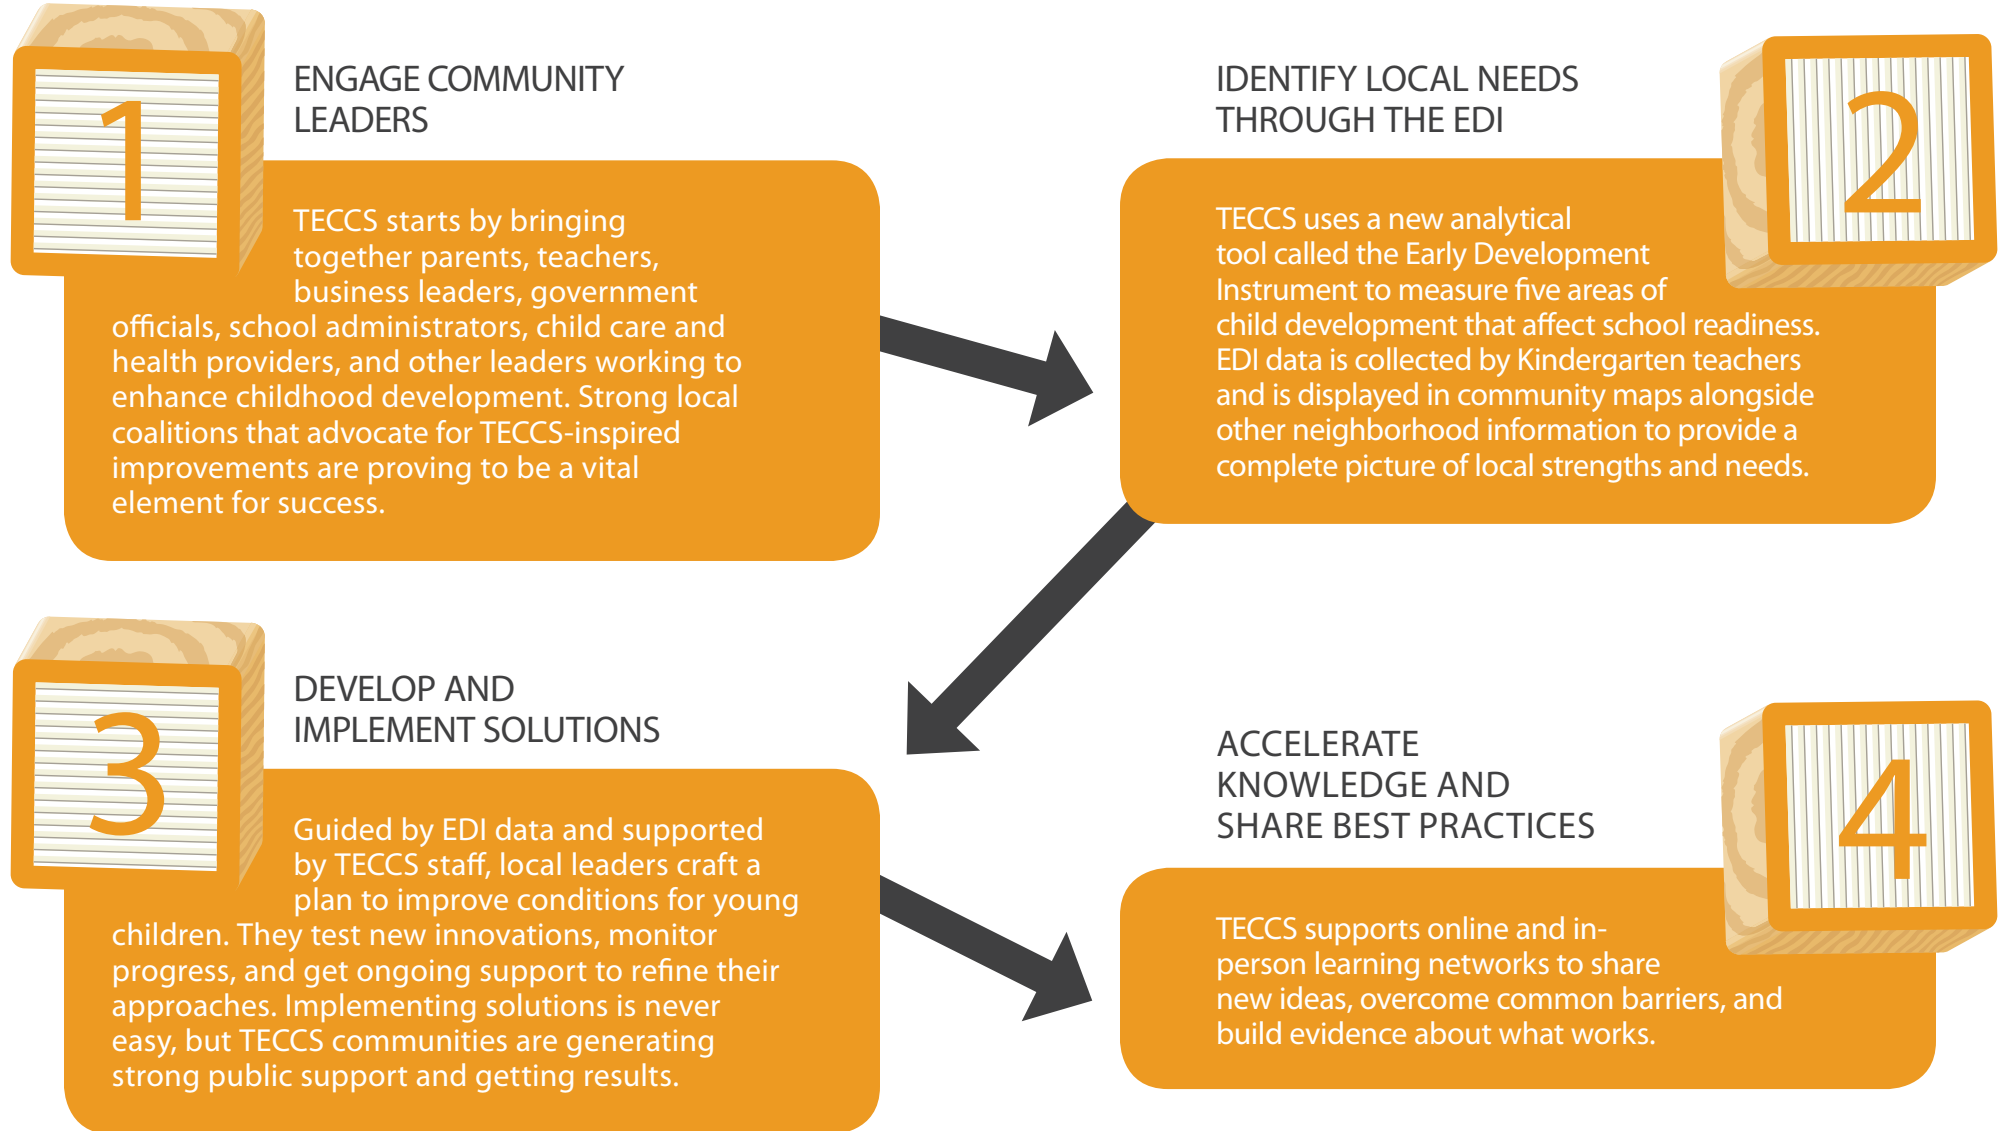 1
ENGAGE COMMUNITY
LEADERS
TECCS starts by bringing
together parents, teachers,
business leaders, government
officials, school administrators, child care and
health providers, and other leaders working to
enhance childhood development. Strong local
coalitions that advocate for TECCS-inspired
improvements are proving to be a vital
element for success.
2
IDENTIFY LOCAL NEEDS
THROUGH THE EDI
TECCS uses a new analytical
tool called the Early Development
Instrument to measure five areas of
child development that affect school readiness.
EDI data is collected by Kindergarten teachers
and is displayed in community maps alongside
other neighborhood information to provide a
complete picture of local strengths and needs.
3
DEVELOP AND
IMPLEMENT SOLUTIONS
Guided by EDI data and supported
by TECCS staff, local leaders craft a
plan to improve conditions for young
children. They test new innovations, monitor
progress, and get ongoing support to refine their
approaches. Implementing solutions is never
easy, but TECCS communities are generating
strong public support and getting results.
4
ACCELERATE
KNOWLEDGE AND
SHARE BEST PRACTICES
TECCS supports online and in-
person learning networks to share
new ideas, overcome common barriers, and
build evidence about what works.